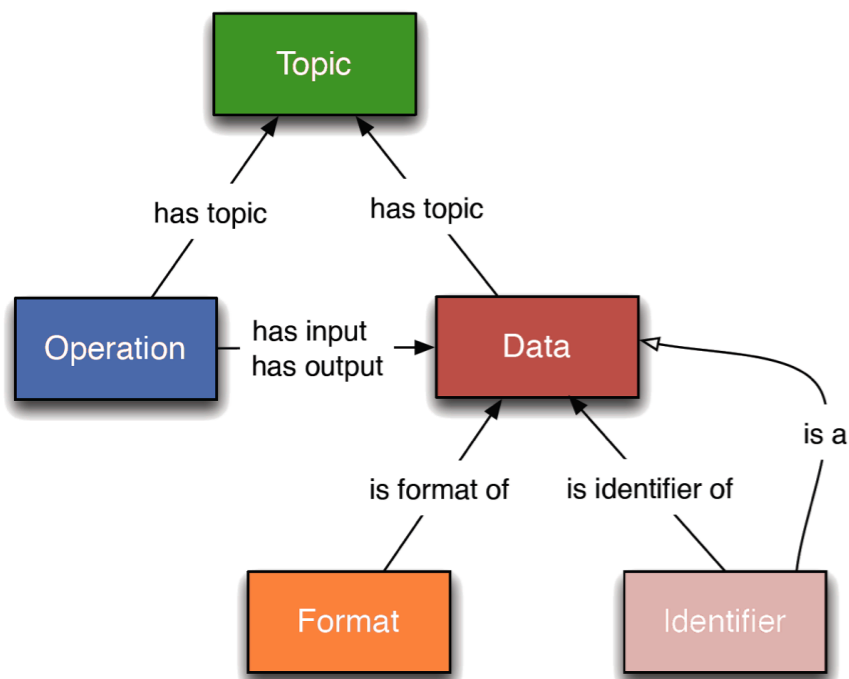 Topic
has topic
has topic
Operation
has input
has output
Data
is a
is format of
is identifier of
Format
Identifier